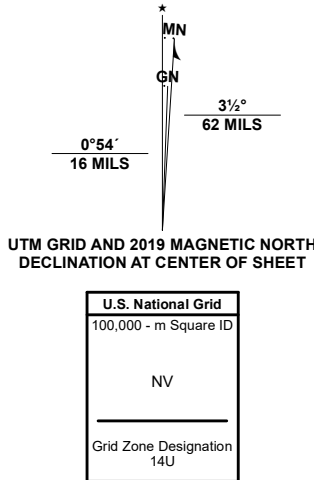 ★
MN
GN
3½°
62 MILS
0°54´
16 MILS
UTM GRID AND 2019 MAGNETIC NORTH
DECLINATION AT CENTER OF SHEET
U.S. National Grid
100,000 - m Square ID
NV
Grid Zone Designation
14U